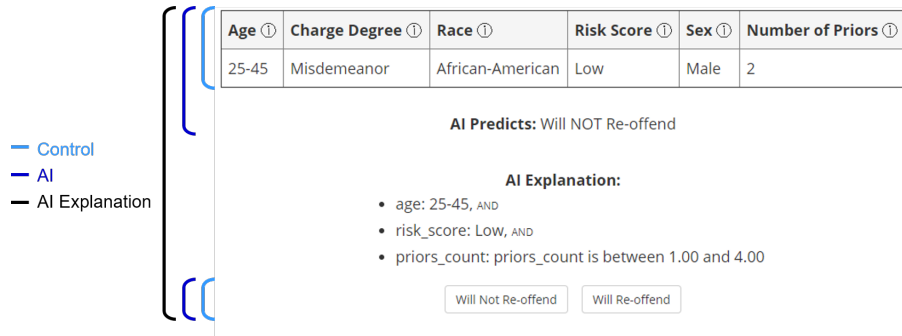 Age ⓘ Charge Degree ⓘ Race ⓘ Risk Score ⓘ Sex ⓘ Number of Priors ⓘ
25-45 Misdemeanor African-American Low Male 2
AI Predicts: Will NOT Re-offend
Control
AI
AI Explanation
AI Explanation:
• age: 25-45, AND
• risk_score: Low, AND
• priors_count: priors_count is between 1.00 and 4.00
Will Not Re-offend Will Re-offend